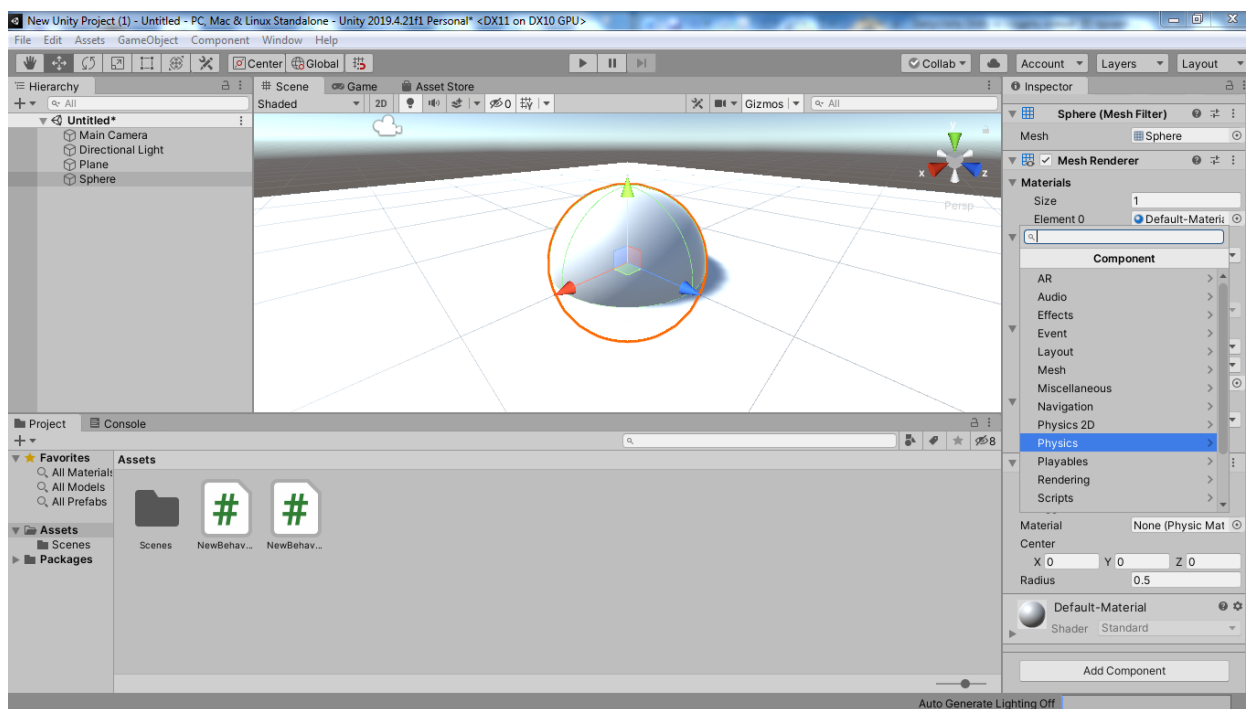 New Unity Project (1) - Untitled - PC, Mac & Linux Standalone - Unity 2019.4.21f1 Personal* <DX11 on DX10 GPU>
File Edit Assets GameObject Component Window Help
Center Global Collab Account Layers Layout
Hierarchy
All
Untitled*
Main Camera
Directional Light
Plane
Sphere
Scene Game Asset Store
Shaded 2D 0 Gizmos All
y
x z
Persp
Inspector
Sphere (Mesh Filter)
Mesh Sphere
Mesh Renderer
Materials
Size 1
Element 0 Default-Materia
Component
AR
Audio
Effects
Event
Layout
Mesh
Miscellaneous
Navigation
Physics 2D
Physics
Playables
Rendering
Scripts
Material None (Physic Mat
Center
X 0 Y 0 Z 0
Radius 0.5
Default-Material
Shader Standard
Add Component
Project Console
8
Favorites
All Materials
All Models
All Prefabs
Assets
Scenes
Packages
Assets
Scenes NewBehav... NewBehav...
Auto Generate Lighting Off